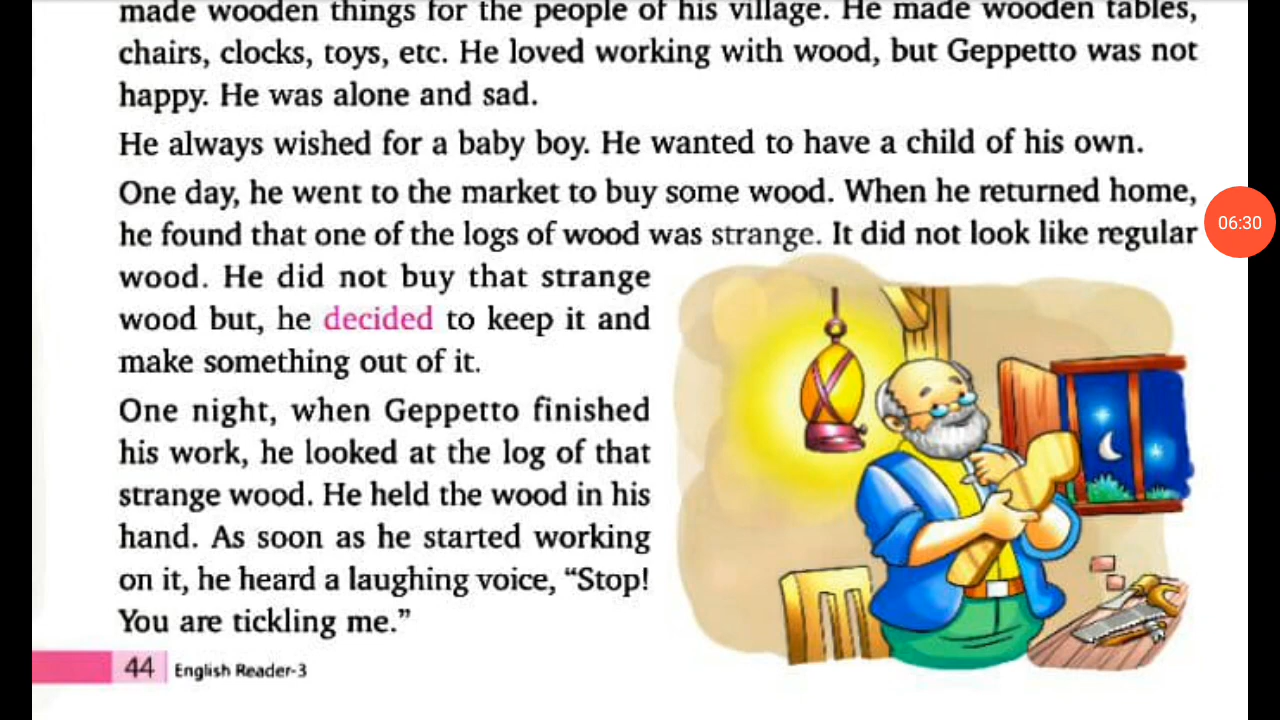 made wooden things for the people of his village. He made wooden tables,
chairs, clocks, toys, etc. He loved working with wood, but Geppetto was not
happy. He was alone and sad.
He always wished for a baby boy. He wanted to have a child of his own.
One day, he went to the market to buy some wood. When he returned home,
he found that one of the logs of wood was strange. It did not look like regular
wood. He did not buy that strange
wood but, he decided to keep it and
make something out of it.
One night, when Geppetto finished
his work, he looked at the log of that
strange wood. He held the wood in his
hand. As soon as he started working
on it, he heard a laughing voice, “Stop!
You are tickling me.”
44 English Reader-3
06:30